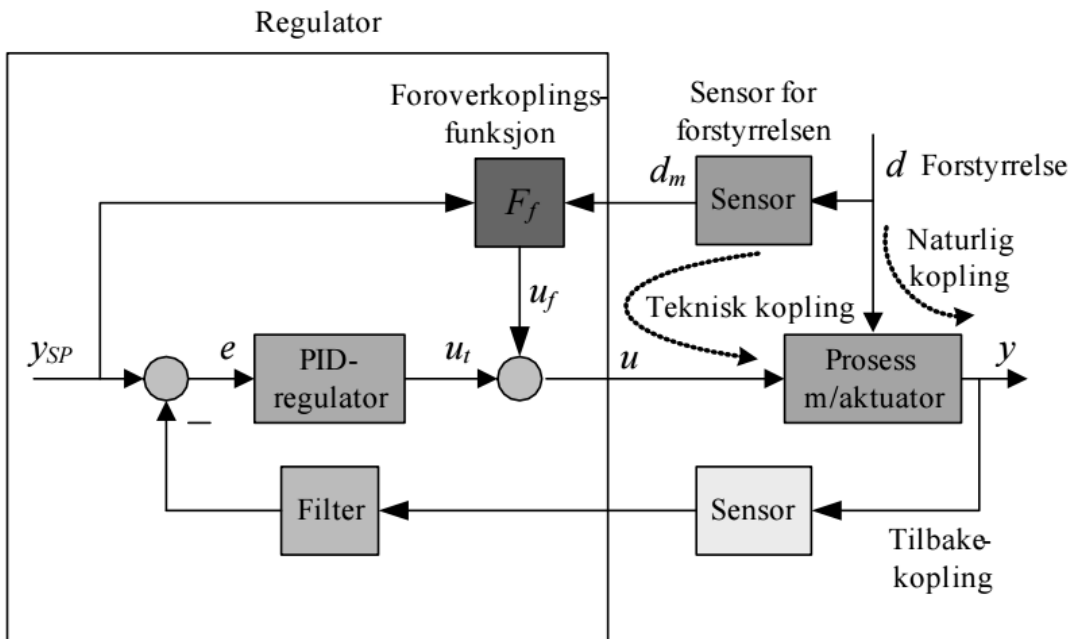 Regulator
Foroverkoplings-
funksjon
Sensor for
forstyrrelsen
d Forstyrrelse
d_m
Sensor
F_f
Naturlig
kopling
u_f
Teknisk kopling
y_SP
e
PID-
regulator
u_t
u
Prosess
m/aktuator
y
−
Filter
Sensor
Tilbake-
kopling